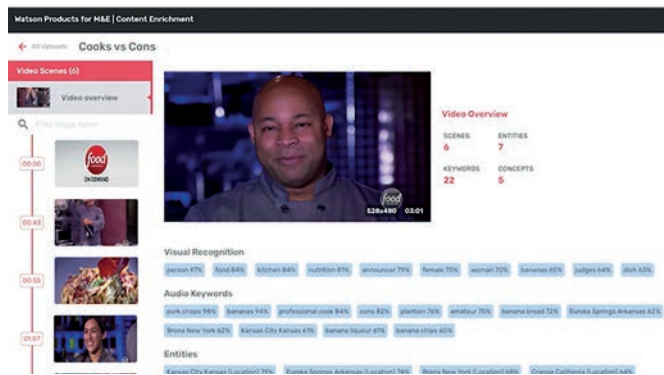 Watson Products for M&E | Content Enrichment
← All Uploads Cooks vs Cons
Video Scenes (6)
Video overview
00:00
food
ON DEMAND
00:43
00:55
01:07
food
528x480 03:01
Video Overview
SCENES ENTITIES
6 7
KEYWORDS CONCEPTS
22 5
Visual Recognition
person 97% food 84% kitchen 84% nutrition 81% announcer 79% female 75% woman 70% bananas 65% judges 64% dish 63%
Audio Keywords
pork chops 98% bananas 94% professional cook 84% cons 82% plantain 76% amateur 75% banana bread 72% Eureka Springs Arkansas 62%
Bronx New York 62% Kansas City Kansas 61% banana liqueur 61% banana chips 60%
Entities
Kansas City Kansas (Location) 79% Eureka Springs Arkansas (Location) 74% Bronx New York (Location) 68% Orange California (Location) 64%